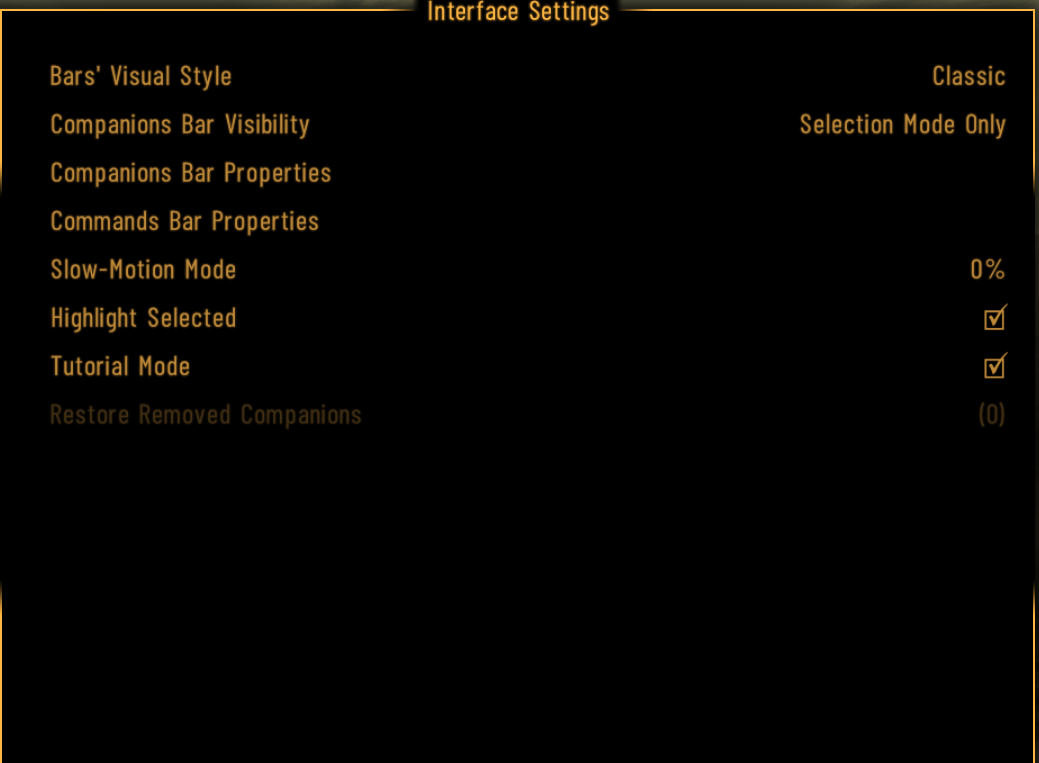 Interface Settings
Bars' Visual Style Classic
Companions Bar Visibility Selection Mode Only
Companions Bar Properties
Commands Bar Properties
Slow-Motion Mode 0%
Highlight Selected
Tutorial Mode
Restore Removed Companions (0)